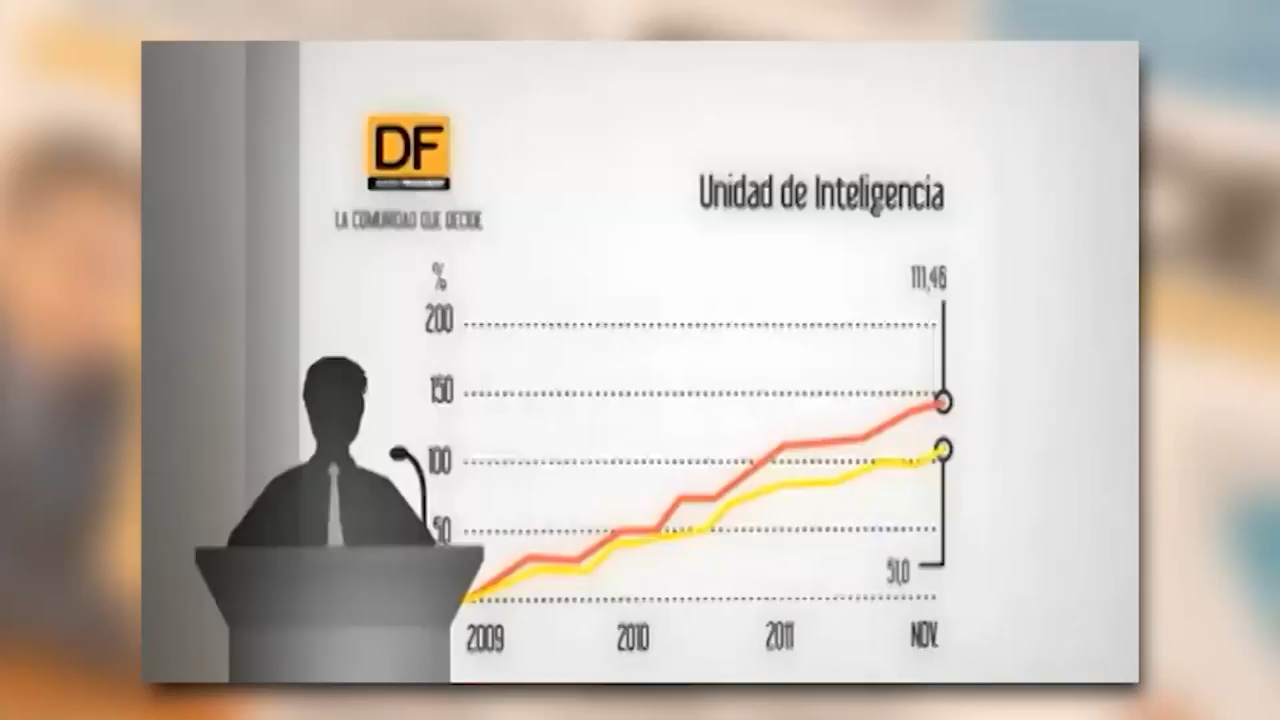 DF
LA COMUNIDAD QUE DECIDE
Unidad de Inteligencia
%
111,46
200
150
100
50
51,0
2009
2010
2011
NOV.